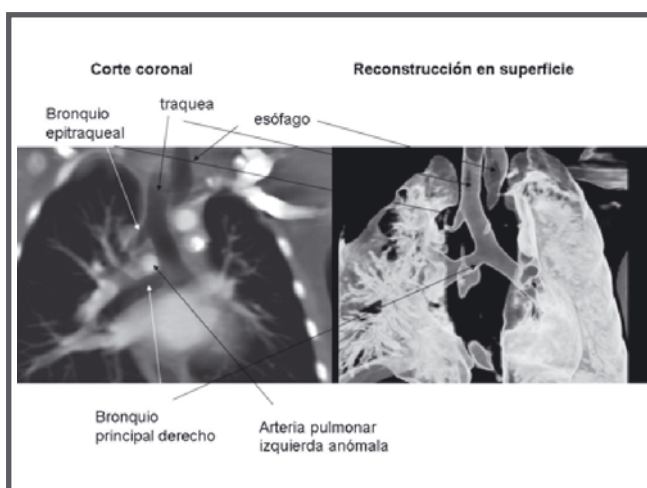 Corte coronal
Reconstrucción en superficie
Bronquio
epitraqueal
traquea
esófago
Bronquio
principal derecho
Arteria pulmonar
izquierda anómala